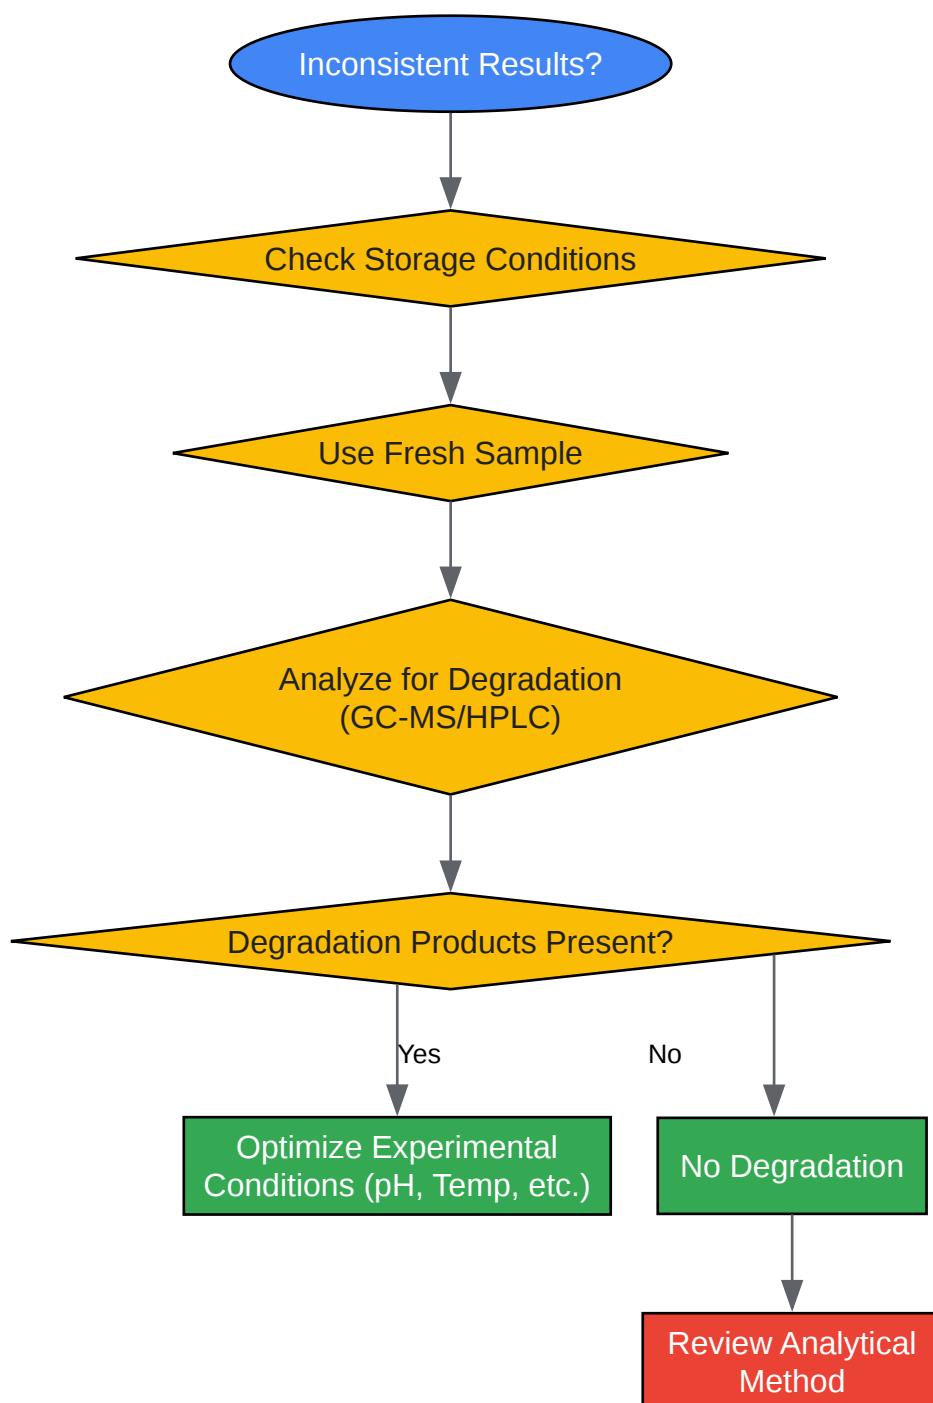 Inconsistent Results?
Check Storage Conditions
Use Fresh Sample
Analyze for Degradation
(GC-MS/HPLC)
Degradation Products Present?
Yes
No
Optimize Experimental
Conditions (pH, Temp, etc.)
No Degradation
Review Analytical
Method